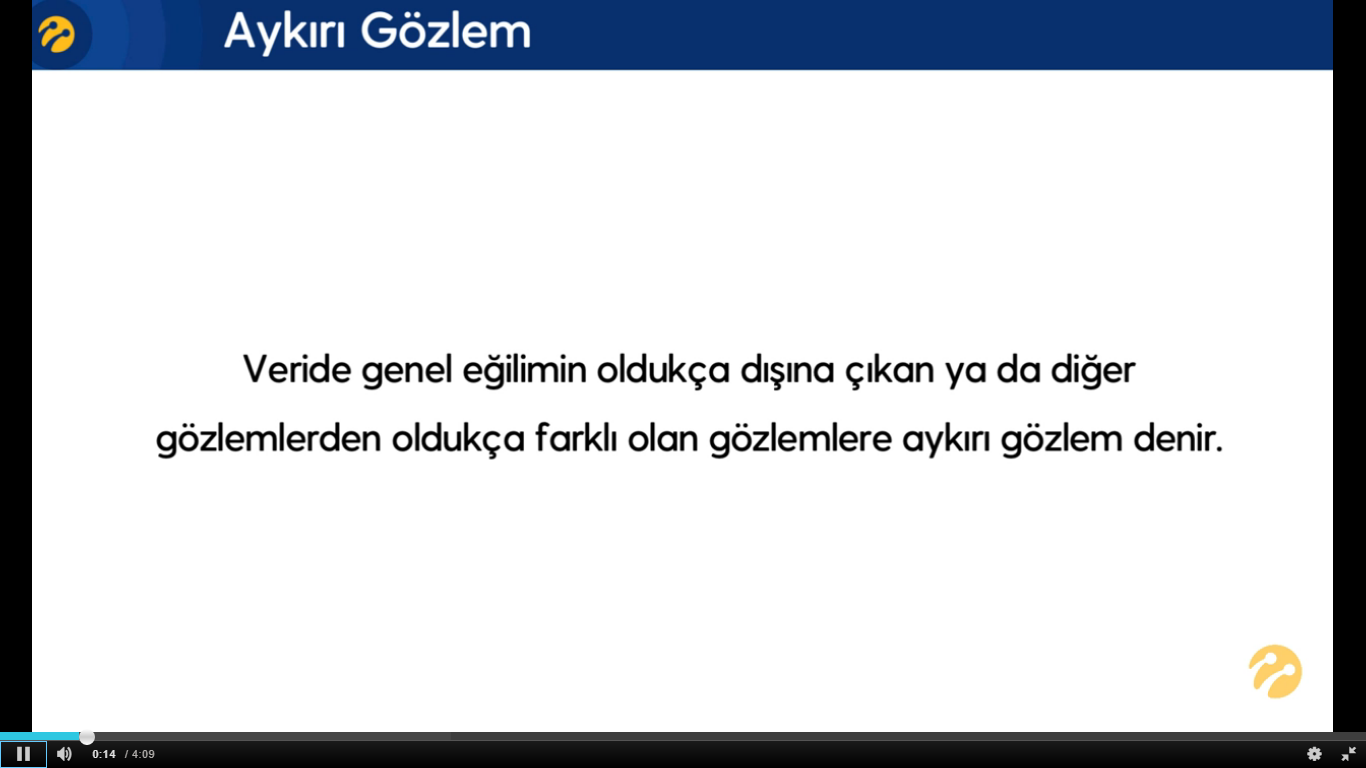 Aykırı Gözlem
Veride genel eğilimin oldukça dışına çıkan ya da diğer
gözlemlerden oldukça farklı olan gözlemlere aykırı gözlem denir.
0:14 / 4:09